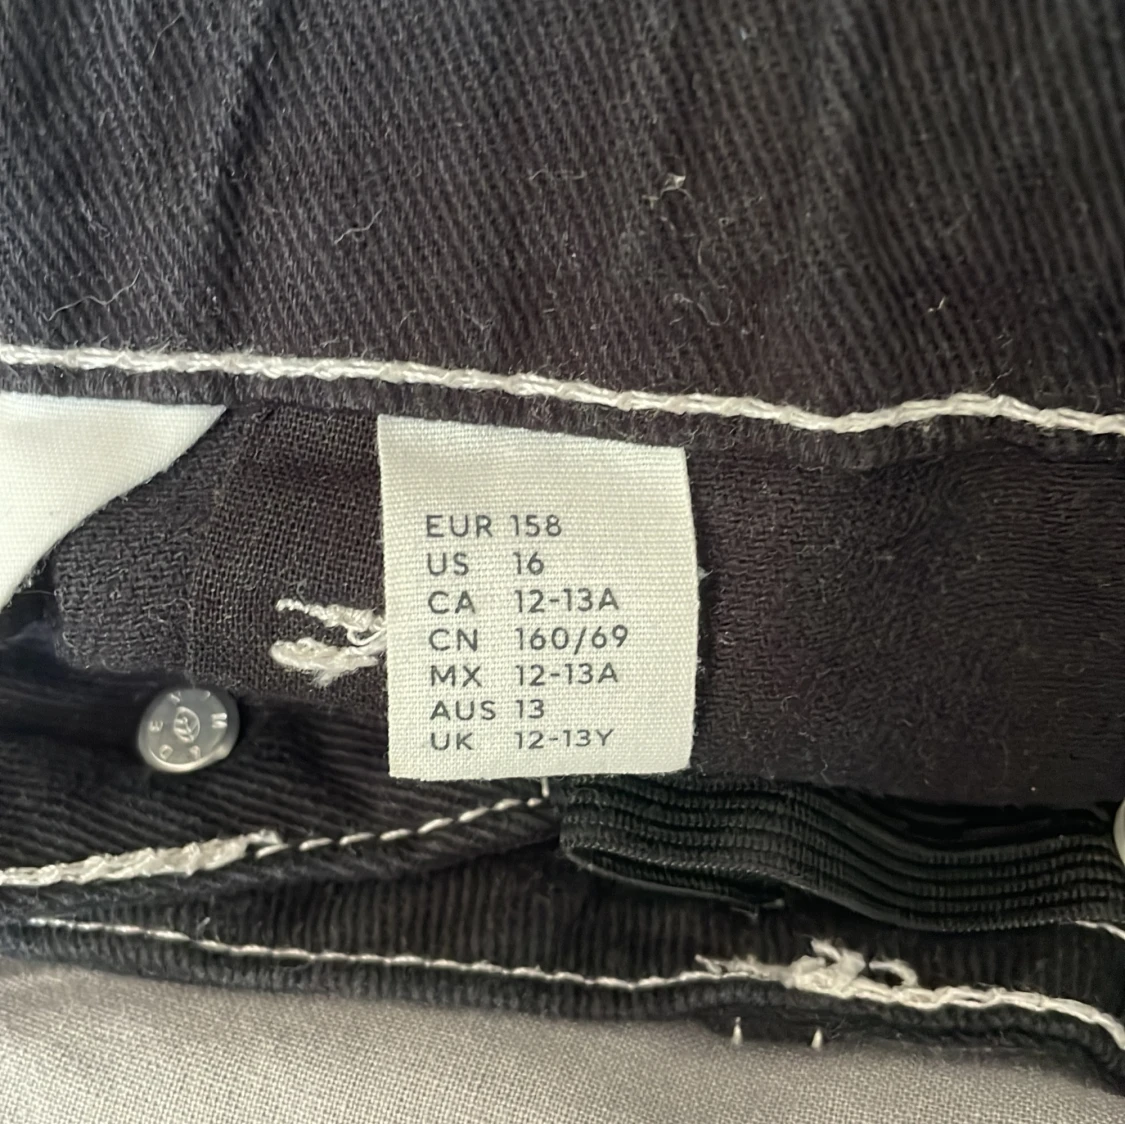 EUR 158
US 16
CA 12-13A
CN 160/69
MX 12-13A
AUS 13
UK 12-13Y